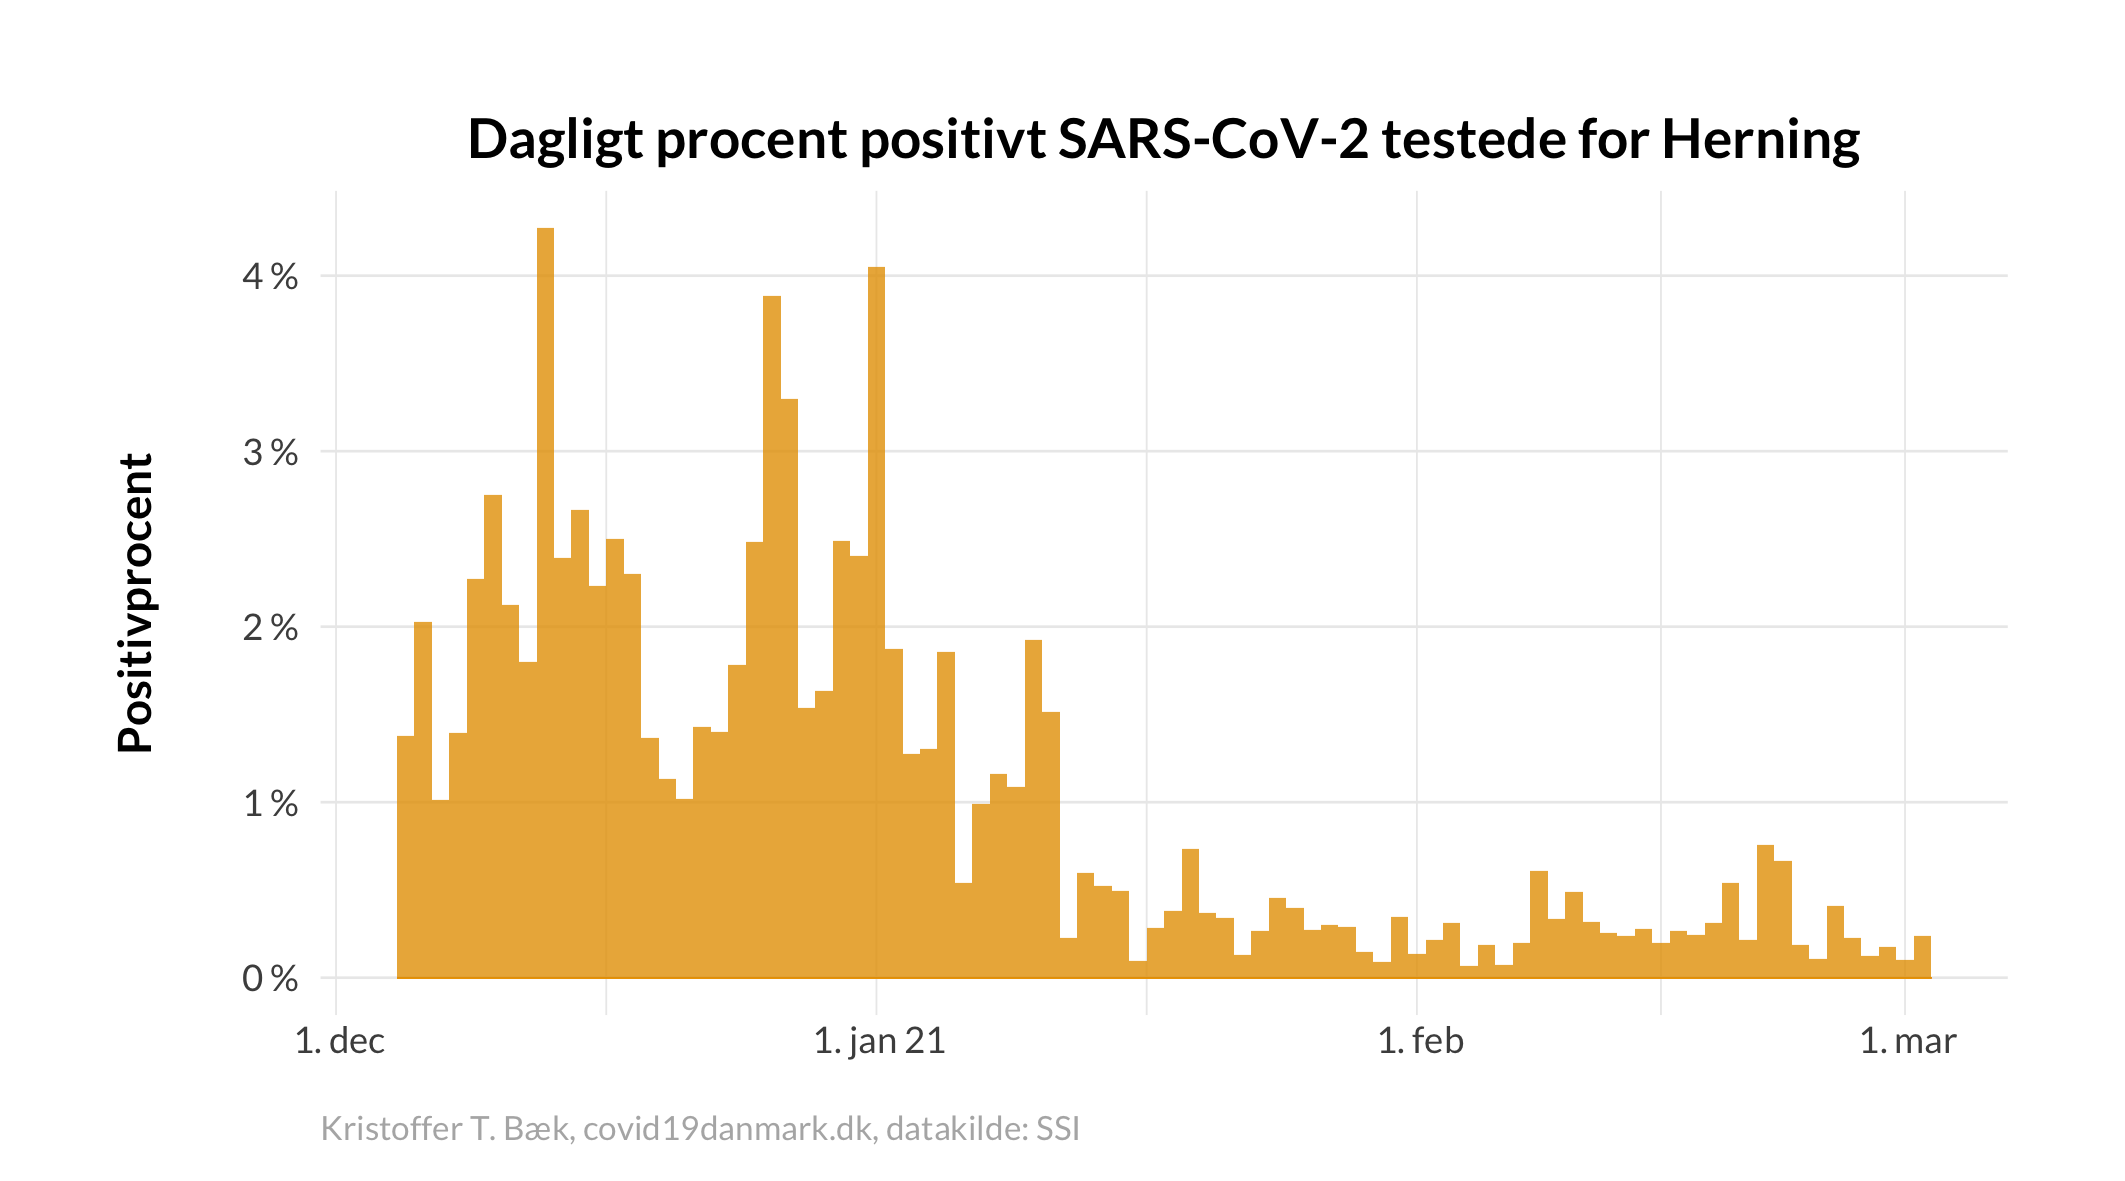 Dagligt procent positivt SARS-CoV-2 testede for Herning
Positivprocent
4 %
3 %
2 %
1 %
0 %
1. dec
1. jan 21
1. feb
1. mar
Kristoffer T. Bæk, covid19danmark.dk, datakilde: SSI